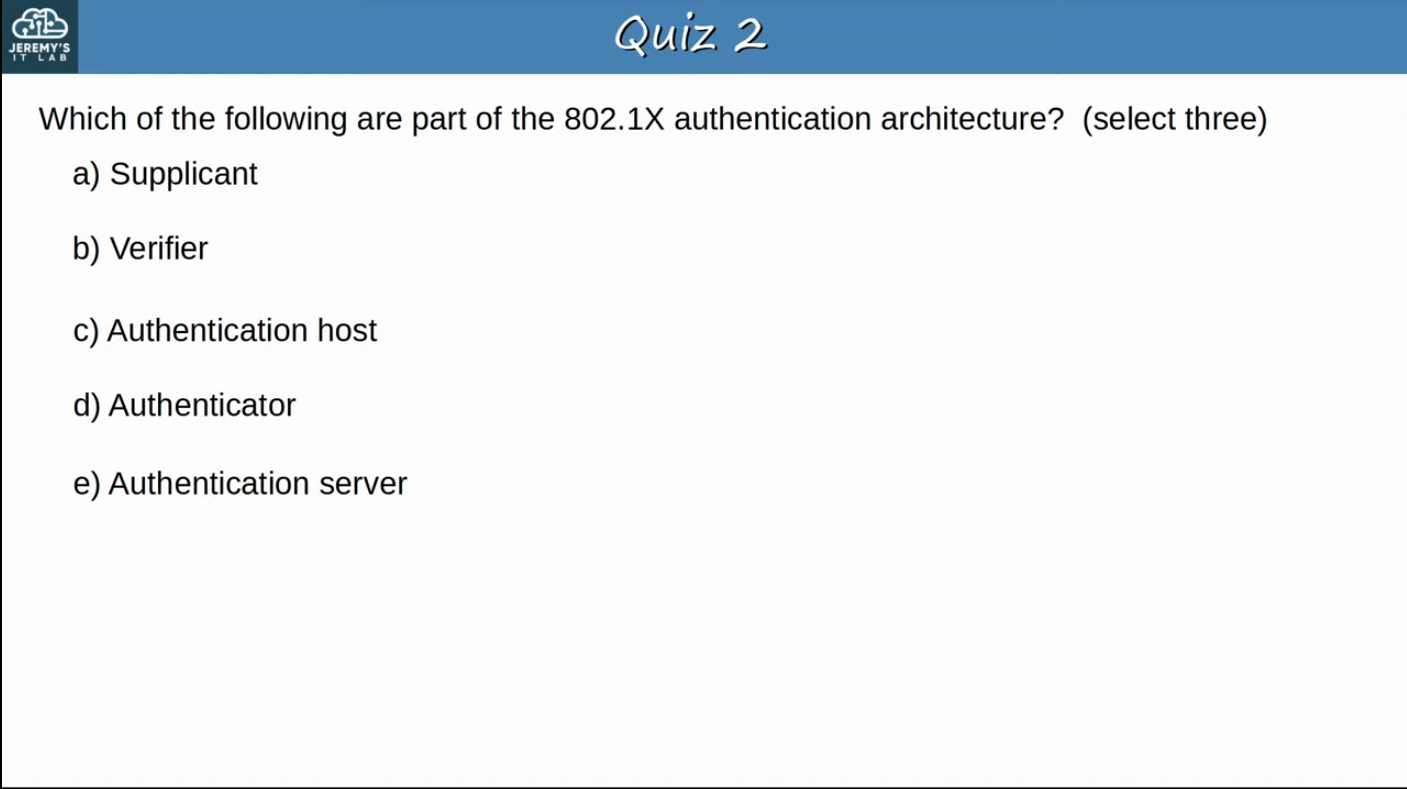 JEREMY'S
IT LAB
Quiz 2
Which of the following are part of the 802.1X authentication architecture?  (select three)
a) Supplicant
b) Verifier
c) Authentication host
d) Authenticator
e) Authentication server